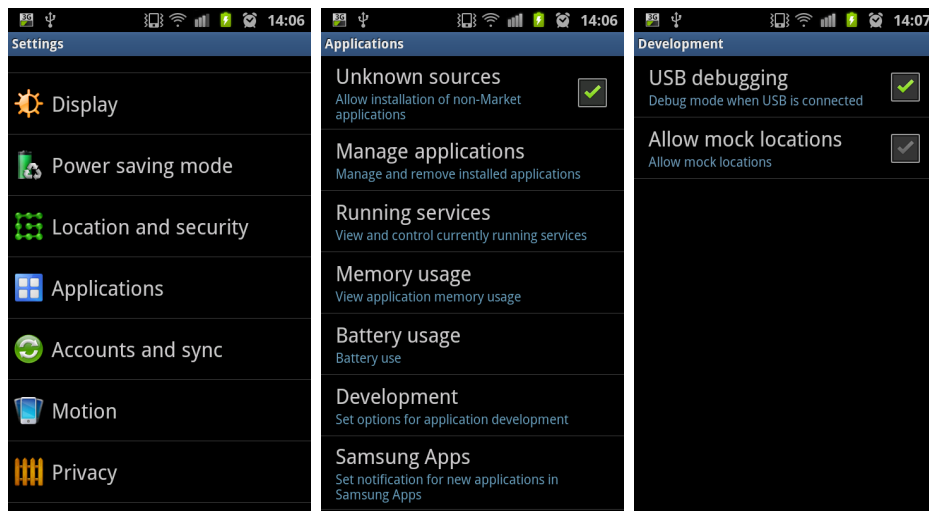 3G
14:06
Settings
Display
Power saving mode
Location and security
Applications
Accounts and sync
Motion
Privacy
3G
14:06
Applications
Unknown sources
Allow installation of non-Market
applications
Manage applications
Manage and remove installed applications
Running services
View and control currently running services
Memory usage
View application memory usage
Battery usage
Battery use
Development
Set options for application development
Samsung Apps
Set notification for new applications in
Samsung Apps
3G
14:07
Development
USB debugging
Debug mode when USB is connected
Allow mock locations
Allow mock locations